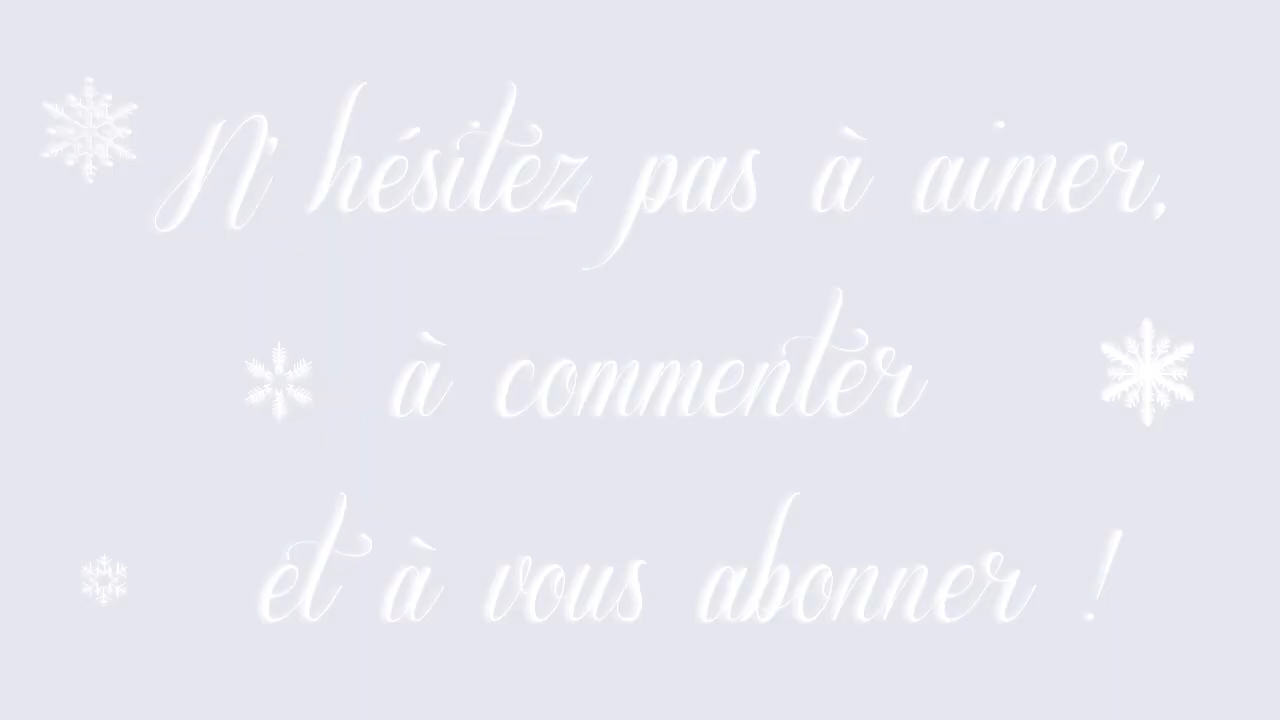 N'hésitez pas à aimer,
à commenter
et à vous abonner !